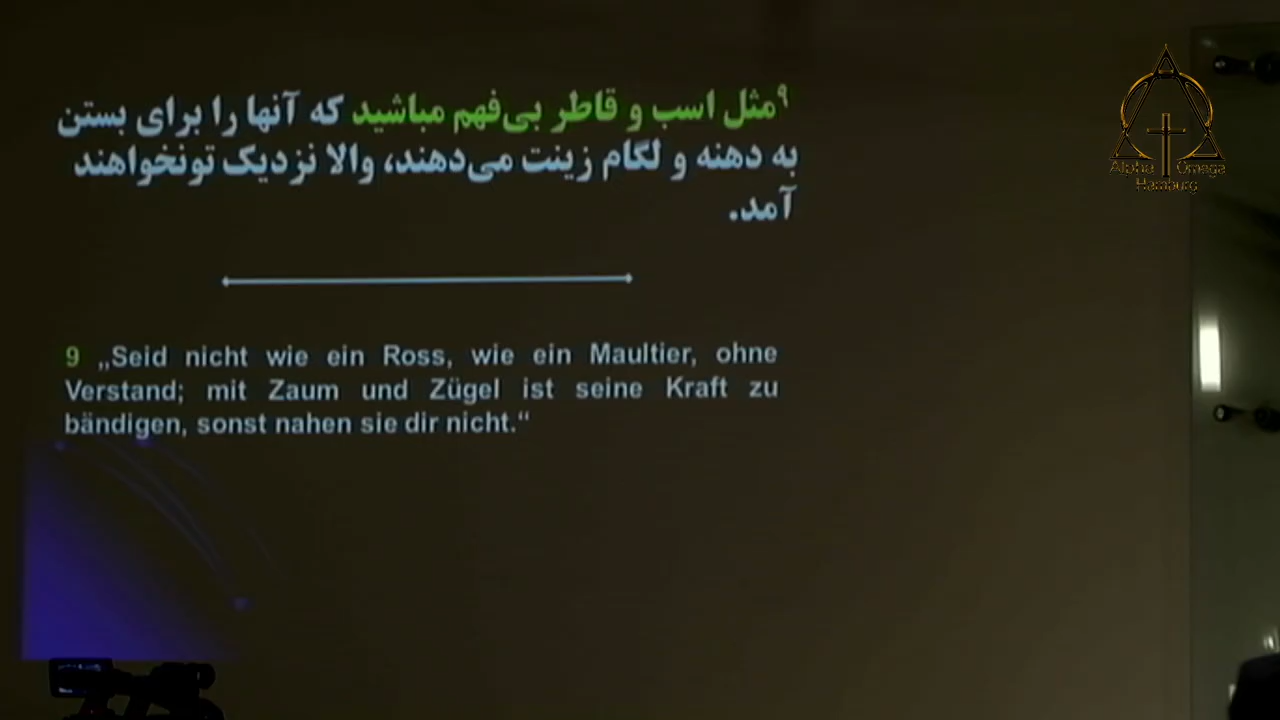 ۹مثل اسب و قاطر بی‌فهم مباشید که آنها را برای بستن
به دهنه و لگام زینت می‌دهند، والا نزدیک تونخواهند
آمد.
9 „Seid nicht wie ein Ross, wie ein Maultier, ohne
Verstand; mit Zaum und Zügel ist seine Kraft zu
bändigen, sonst nahen sie dir nicht.“
Alpha Omega
Hamburg